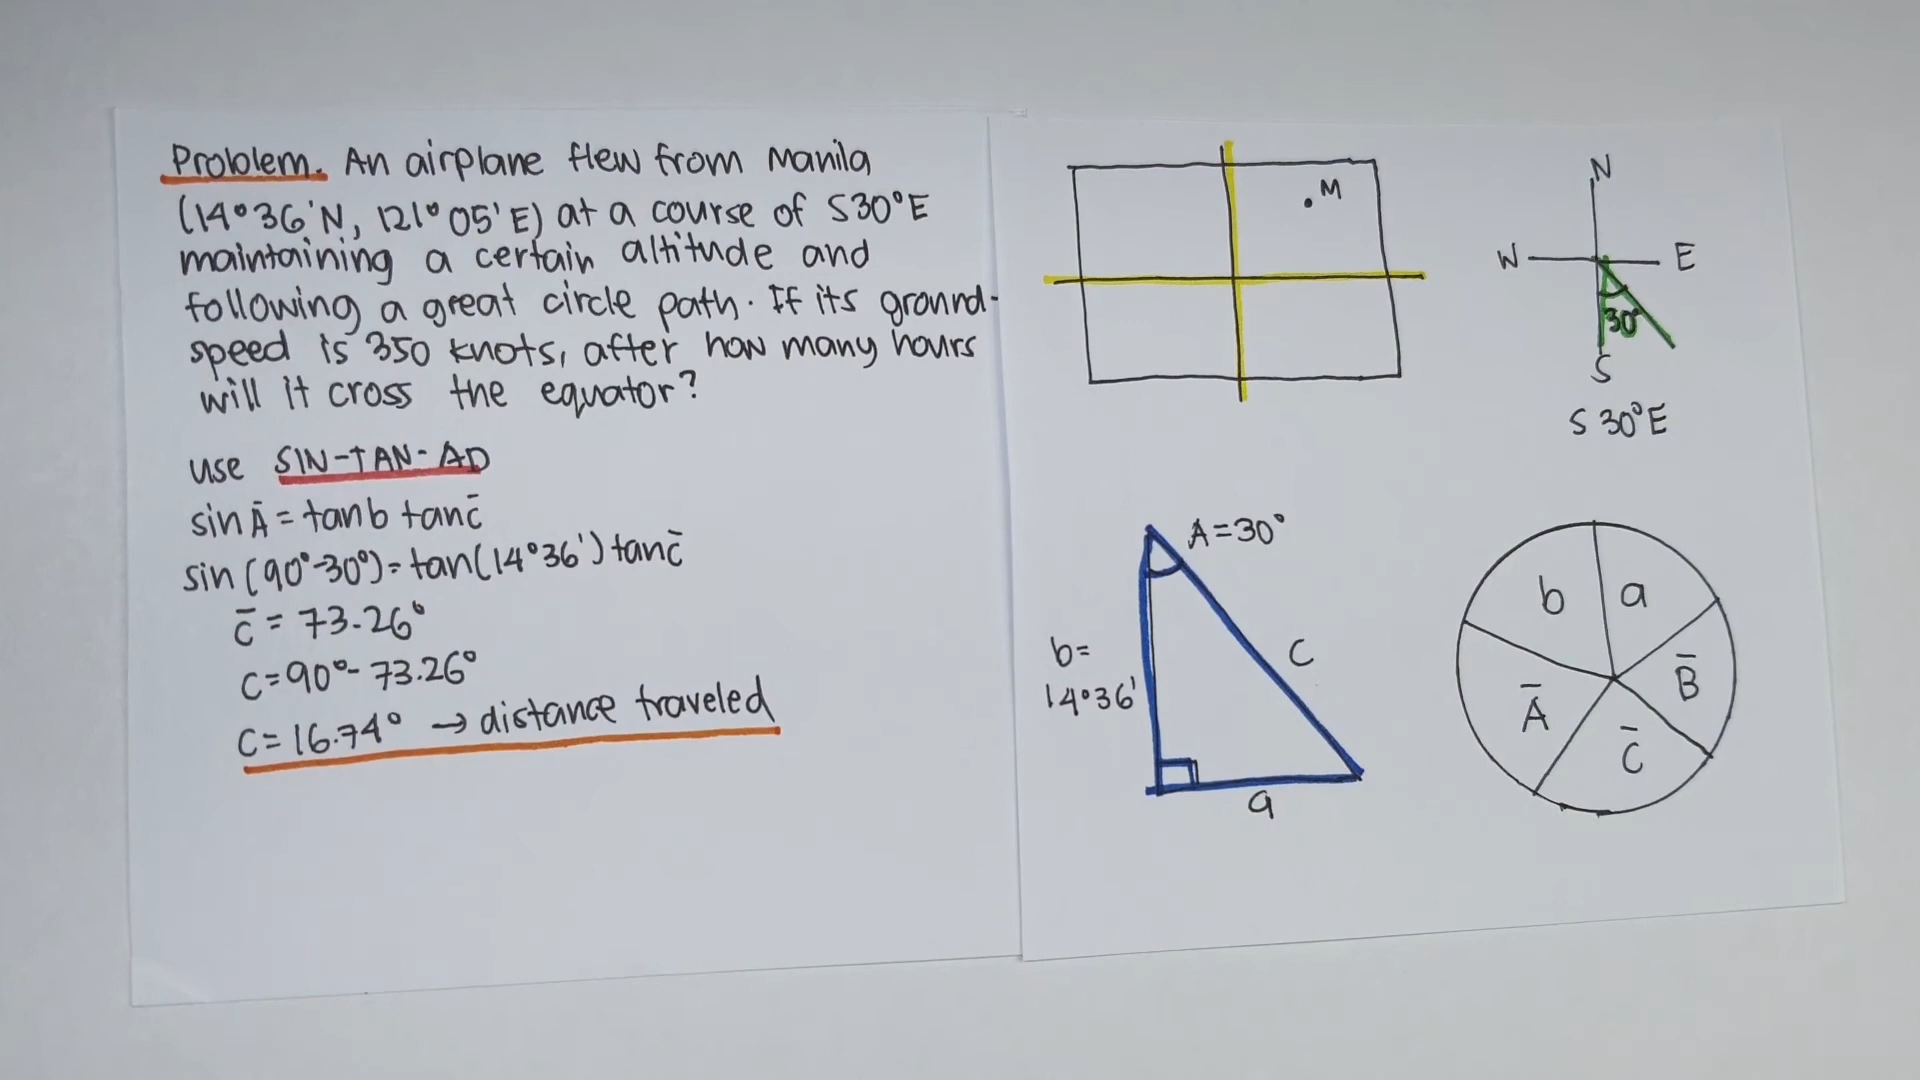 Problem. An airplane flew from Manila
(14°36'N, 121°05'E) at a course of S30°E
maintaining a certain altitude and
following a great circle path. If its ground-
speed is 350 knots, after how many hours
will it cross the equator?
use SIN-TAN-AD
sin A̅ = tan b tan c̅
sin (90°-30°) = tan(14°36') tan c̅
c̅ = 73.26°
c = 90° - 73.26°
c = 16.74° → distance traveled
M
N
W E
30°
S
S 30°E
A = 30°
b=
14°36'
c
a
b a
A̅ B̅
C̅